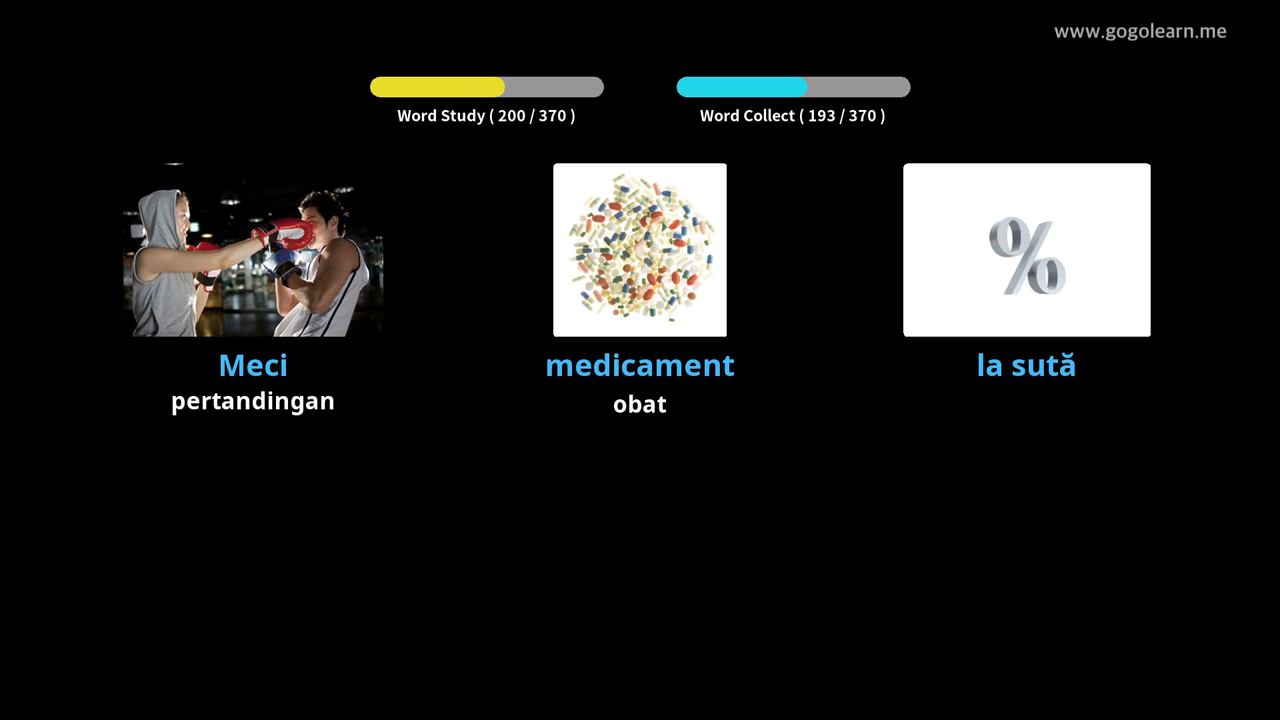 www.gogolearn.me
Word Study ( 200 / 370 )
Word Collect ( 193 / 370 )
%
Meci
medicament
la sută
pertandingan
obat